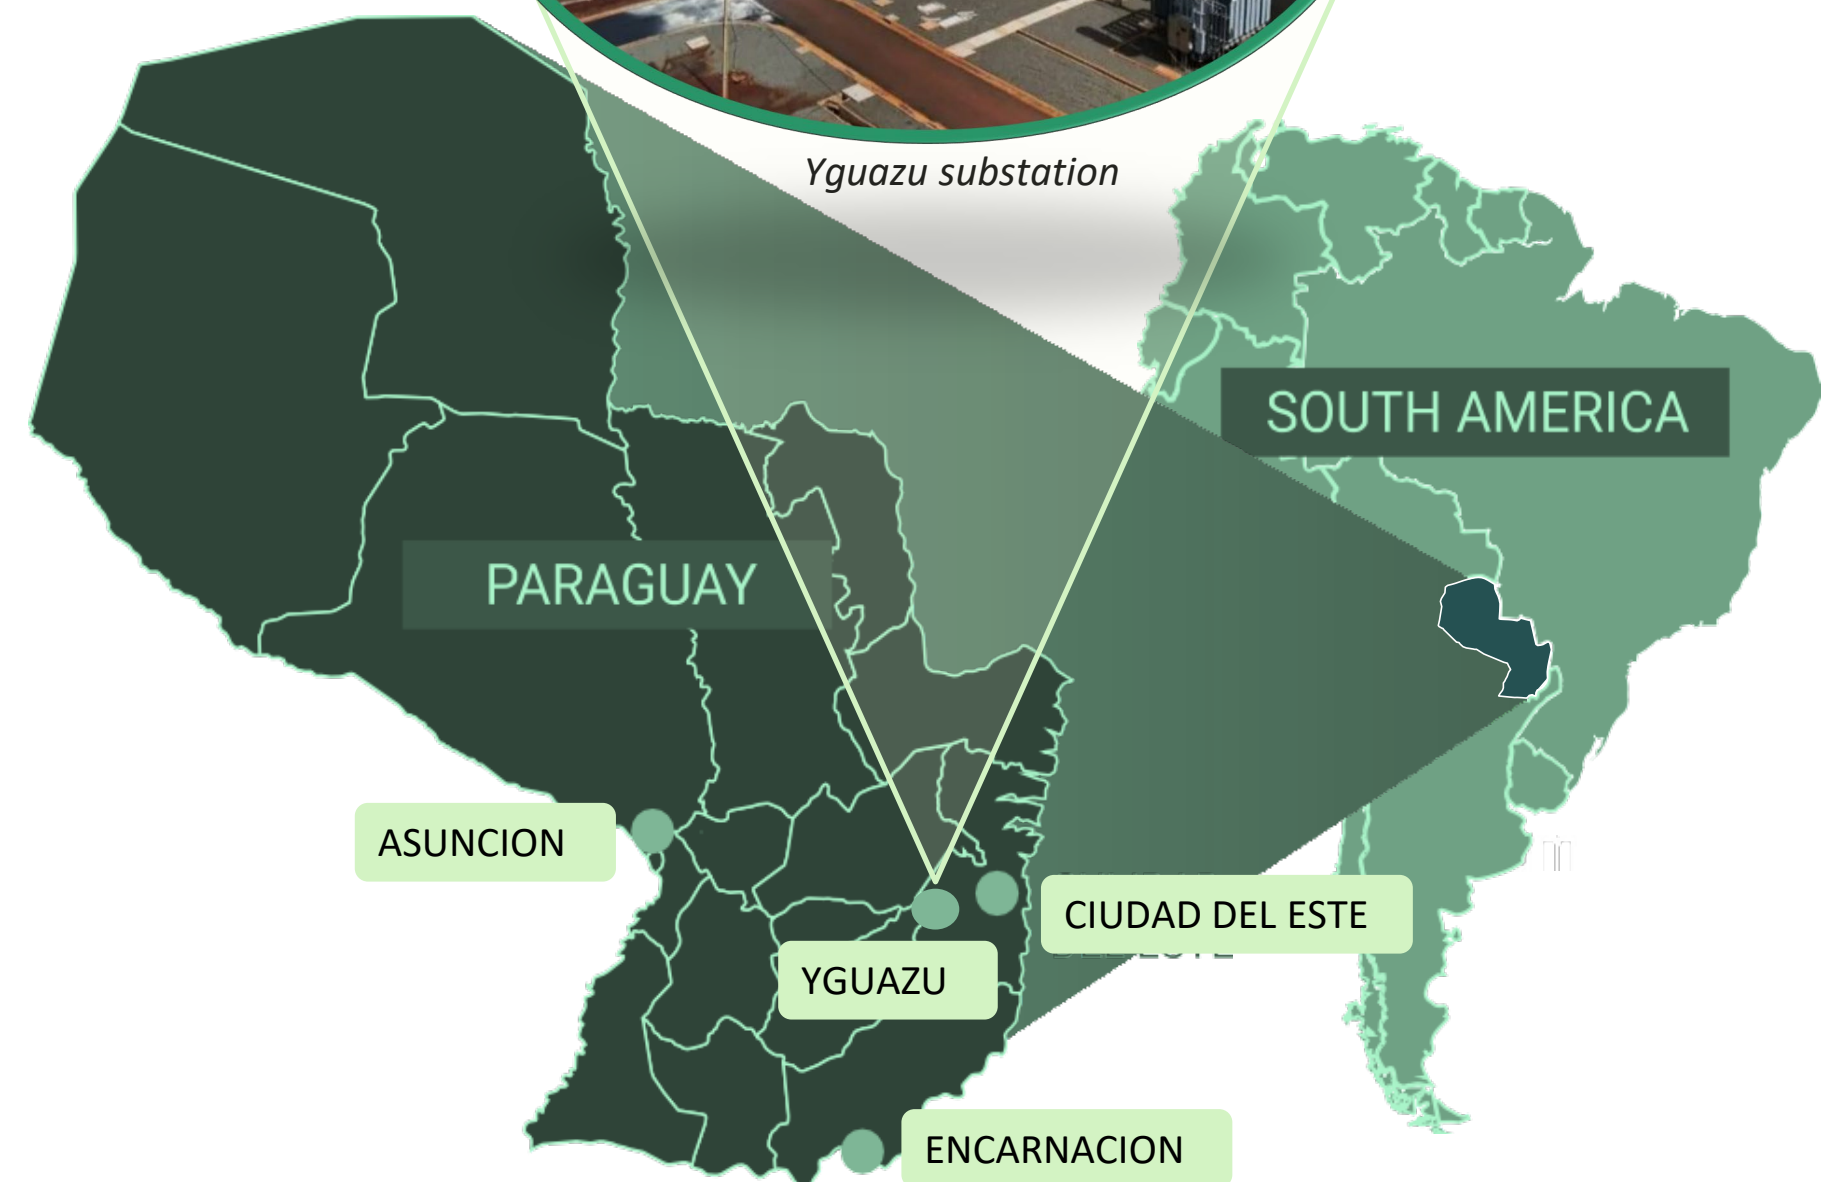 Yguazu substation
SOUTH AMERICA
PARAGUAY
ASUNCION
CIUDAD DEL ESTE
YGUAZU
ENCARNACION